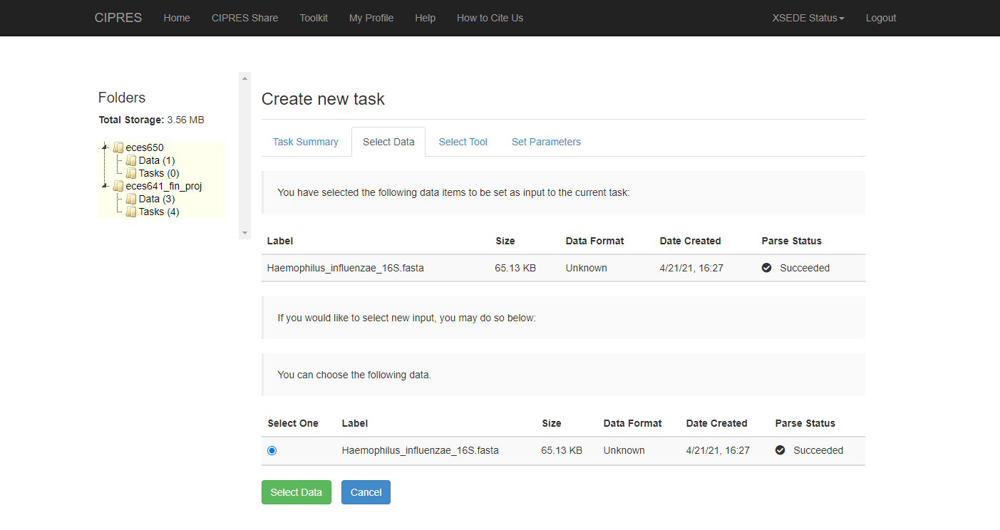 CIPRES Home CIPRES Share Toolkit My Profile Help How to Cite Us XSEDE Status Logout
Folders
Total Storage: 3.56 MB
eces650
Data (1)
Tasks (0)
eces641_fin_proj
Data (3)
Tasks (4)
Create new task
Task Summary Select Data Select Tool Set Parameters
You have selected the following data items to be set as input to the current task:
Label Size Data Format Date Created Parse Status
Haemophilus_influenzae_16S.fasta 65.13 KB Unknown 4/21/21, 16:27 Succeeded
If you would like to select new input, you may do so below:
You can choose the following data.
Select One Label Size Data Format Date Created Parse Status
Haemophilus_influenzae_16S.fasta 65.13 KB Unknown 4/21/21, 16:27 Succeeded
Select Data Cancel